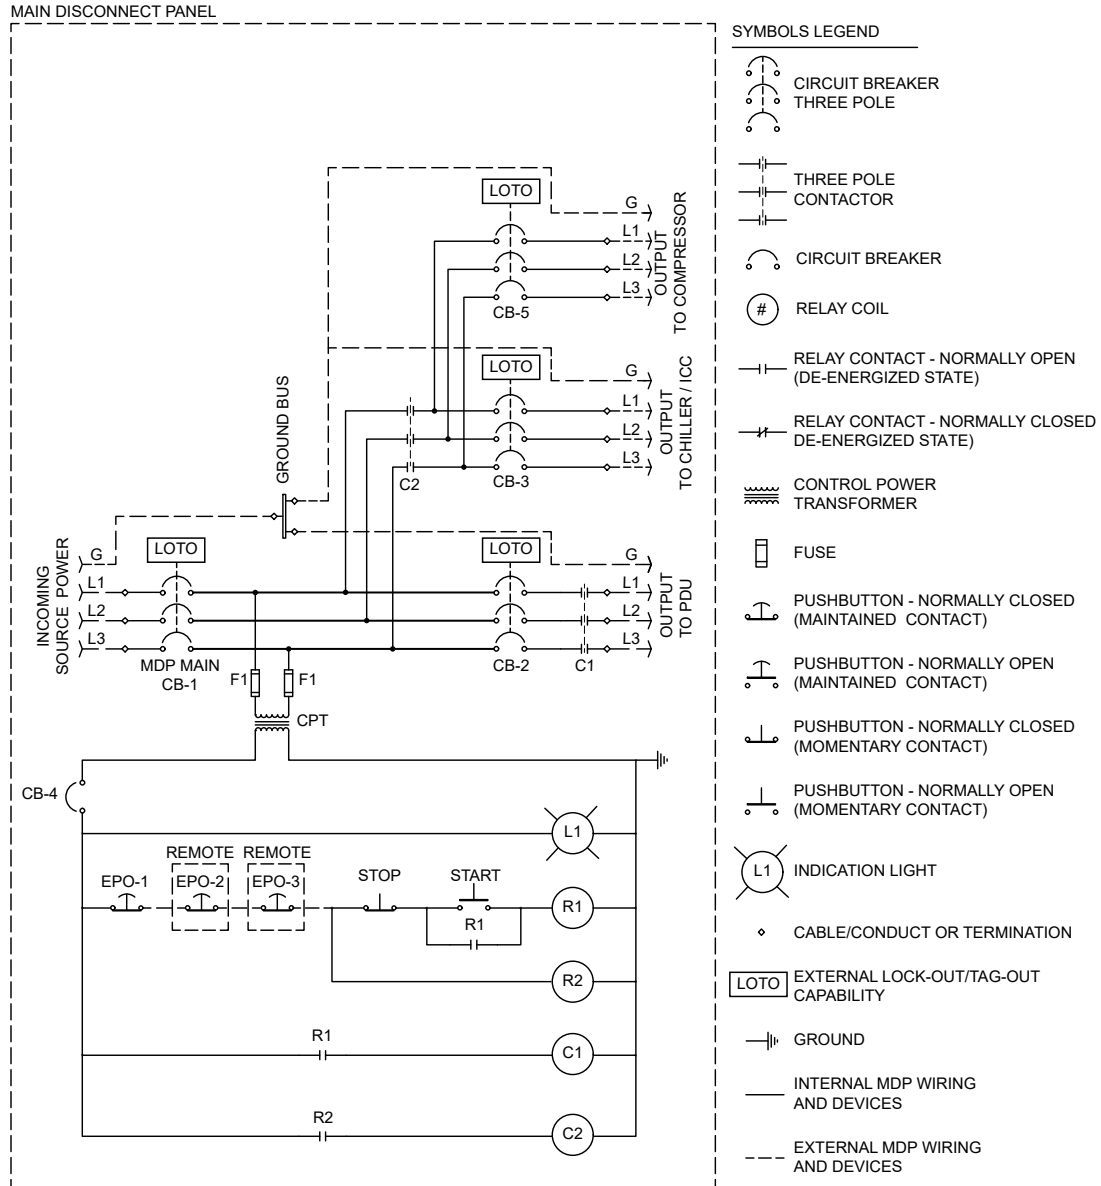 MAIN DISCONNECT PANEL
LOTO
G
L1
L2
L3
OUTPUT
TO COMPRESSOR
CB-5
LOTO
G
L1
L2
L3
OUTPUT
TO CHILLER / ICC
C2
CB-3
GROUND BUS
INCOMING
SOURCE POWER
G
L1
L2
L3
LOTO
MDP MAIN
CB-1
LOTO
CB-2
C1
G
L1
L2
L3
OUTPUT
TO PDU
F1
F1
CPT
CB-4
L1
REMOTE
REMOTE
EPO-1
EPO-2
EPO-3
STOP
START
R1
R1
R2
R1
C1
R2
C2
SYMBOLS LEGEND
CIRCUIT BREAKER
THREE POLE
THREE POLE
CONTACTOR
CIRCUIT BREAKER
#
RELAY COIL
RELAY CONTACT - NORMALLY OPEN
(DE-ENERGIZED STATE)
RELAY CONTACT - NORMALLY CLOSED
DE-ENERGIZED STATE)
CONTROL POWER
TRANSFORMER
FUSE
PUSHBUTTON - NORMALLY CLOSED
(MAINTAINED CONTACT)
PUSHBUTTON - NORMALLY OPEN
(MAINTAINED CONTACT)
PUSHBUTTON - NORMALLY CLOSED
(MOMENTARY CONTACT)
PUSHBUTTON - NORMALLY OPEN
(MOMENTARY CONTACT)
L1
INDICATION LIGHT
CABLE/CONDUCT OR TERMINATION
LOTO
EXTERNAL LOCK-OUT/TAG-OUT
CAPABILITY
GROUND
INTERNAL MDP WIRING
AND DEVICES
EXTERNAL MDP WIRING
AND DEVICES